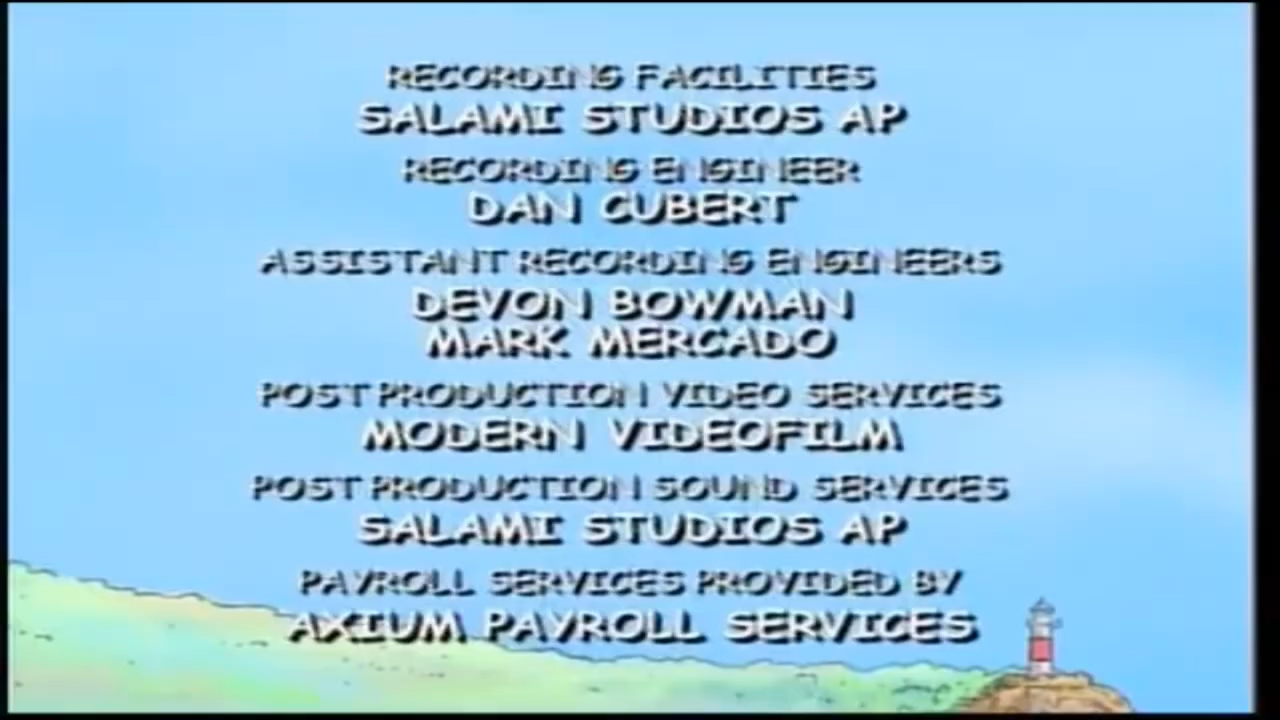 RECORDING FACILITIES
SALAMI STUDIOS AP
RECORDING ENGINEER
DAN CUBERT
ASSISTANT RECORDING ENGINEERS
DEVON BOWMAN
MARK MERCADO
POST PRODUCTION VIDEO SERVICES
MODERN VIDEOFILM
POST PRODUCTION SOUND SERVICES
SALAMI STUDIOS AP
PAYROLL SERVICES PROVIDED BY
AXIUM PAYROLL SERVICES